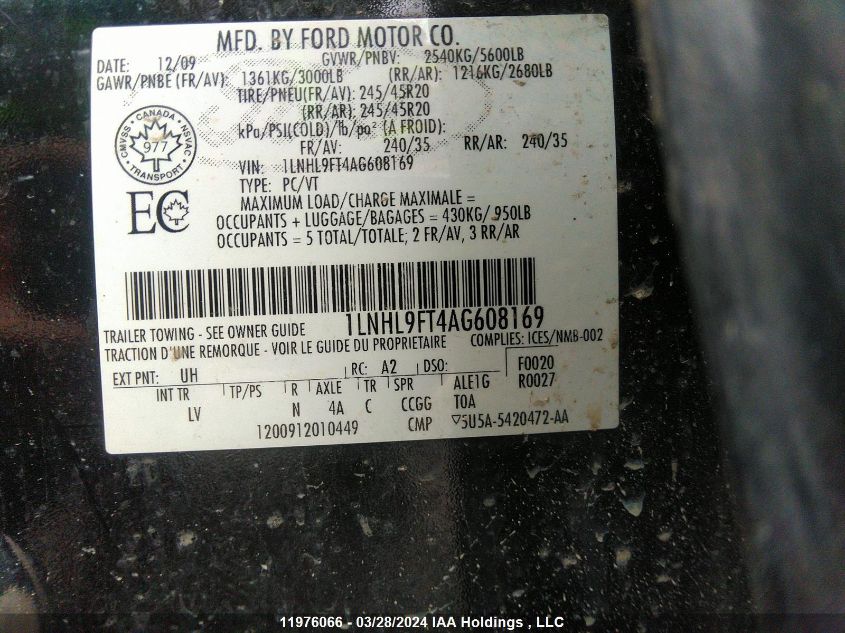 MFD. BY FORD MOTOR CO.
DATE: 12/09 GVWR/PNBV: 2540KG/5600LB
GAWR/PNBE (FR/AV): 1361KG/3000LB (RR/AR): 1216KG/2680LB
TIRE/PNEU(FR/AV): 245/45R20
(RR/AR): 245/45R20
kPa/PSI(COLD)/lb/po² (A FROID):
FR/AV: 240/35 RR/AR: 240/35
CMVSS · CANADA · NSVAC
977
TRANSPORT
VIN: 1LNHL9FT4AG608169
TYPE: PC/VT
EC
MAXIMUM LOAD/CHARGE MAXIMALE =
OCCUPANTS + LUGGAGE/BAGAGES = 430KG/ 950LB
OCCUPANTS = 5 TOTAL/TOTALE; 2 FR/AV, 3 RR/AR
1LNHL9FT4AG608169
TRAILER TOWING - SEE OWNER GUIDE
TRACTION D'UNE REMORQUE - VOIR LE GUIDE DU PROPRIETAIRE COMPLIES: ICES/NMB-002
EXT PNT: UH RC: A2 DSO: F0020
R0027
INT TR TP/PS R AXLE TR SPR ALE1G
LV N 4A C CCGG T0A
1200912010449 CMP ▽5U5A-5420472-AA
11976066 - 03/28/2024 IAA Holdings , LLC